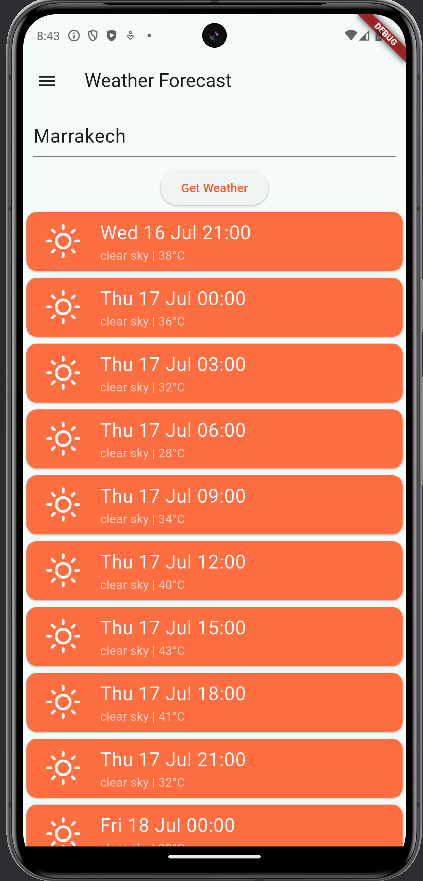 8:43
DEBUG
Weather Forecast
Marrakech
Get Weather
Wed 16 Jul 21:00
clear sky | 38°C
Thu 17 Jul 00:00
clear sky | 36°C
Thu 17 Jul 03:00
clear sky | 32°C
Thu 17 Jul 06:00
clear sky | 28°C
Thu 17 Jul 09:00
clear sky | 34°C
Thu 17 Jul 12:00
clear sky | 40°C
Thu 17 Jul 15:00
clear sky | 43°C
Thu 17 Jul 18:00
clear sky | 41°C
Thu 17 Jul 21:00
clear sky | 32°C
Fri 18 Jul 00:00